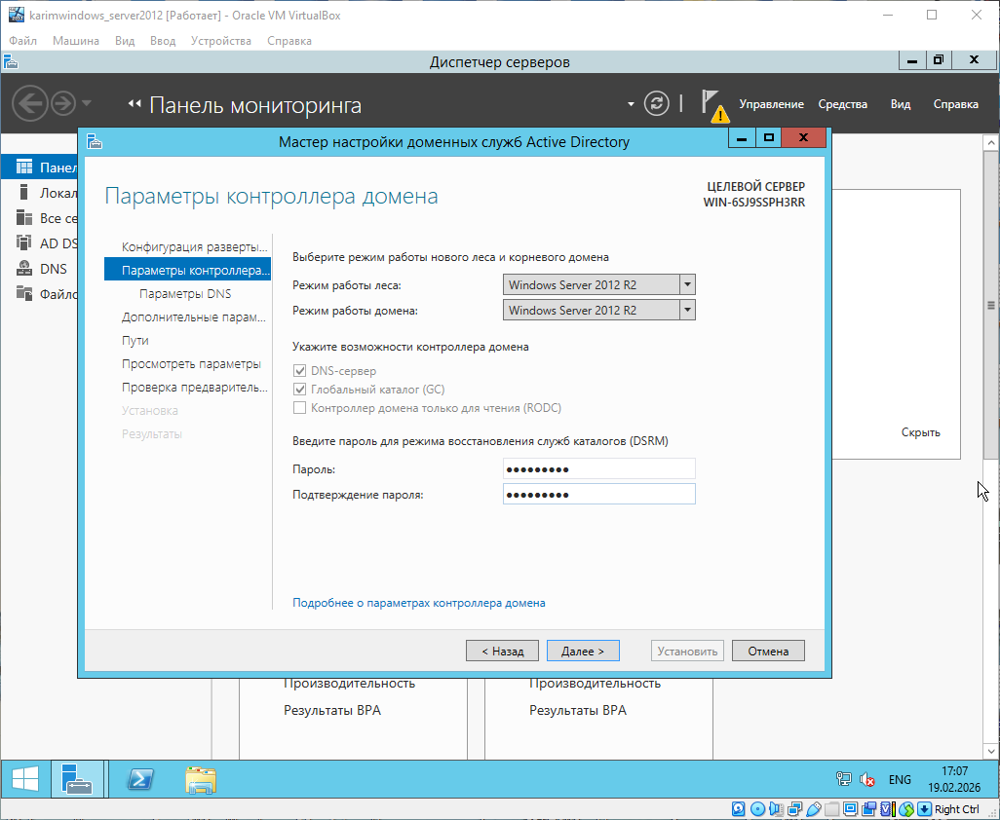 karimwindows_server2012 [Работает] - Oracle VM VirtualBox
Файл Машина Вид Ввод Устройства Справка
Диспетчер серверов
Панель мониторинга
Управление Средства Вид Справка
Мастер настройки доменных служб Active Directory
Панел
Локал
Все се
AD DS
DNS
Файло
Параметры контроллера домена
ЦЕЛЕВОЙ СЕРВЕР
WIN-6SJ9SSPH3RR
Конфигурация разверты...
Параметры контроллера...
Параметры DNS
Дополнительные парам...
Пути
Просмотреть параметры
Проверка предваритель...
Установка
Результаты
Выберите режим работы нового леса и корневого домена
Режим работы леса: Windows Server 2012 R2
Режим работы домена: Windows Server 2012 R2
Укажите возможности контроллера домена
DNS-сервер
Глобальный каталог (GC)
Контроллер домена только для чтения (RODC)
Введите пароль для режима восстановления служб каталогов (DSRM)
Пароль: •••••••••
Подтверждение пароля: •••••••••
Подробнее о параметрах контроллера домена
< Назад Далее > Установить Отмена
Скрыть
Производительность Производительность
Результаты BPA Результаты BPA
ENG 17:07
19.02.2026
Right Ctrl